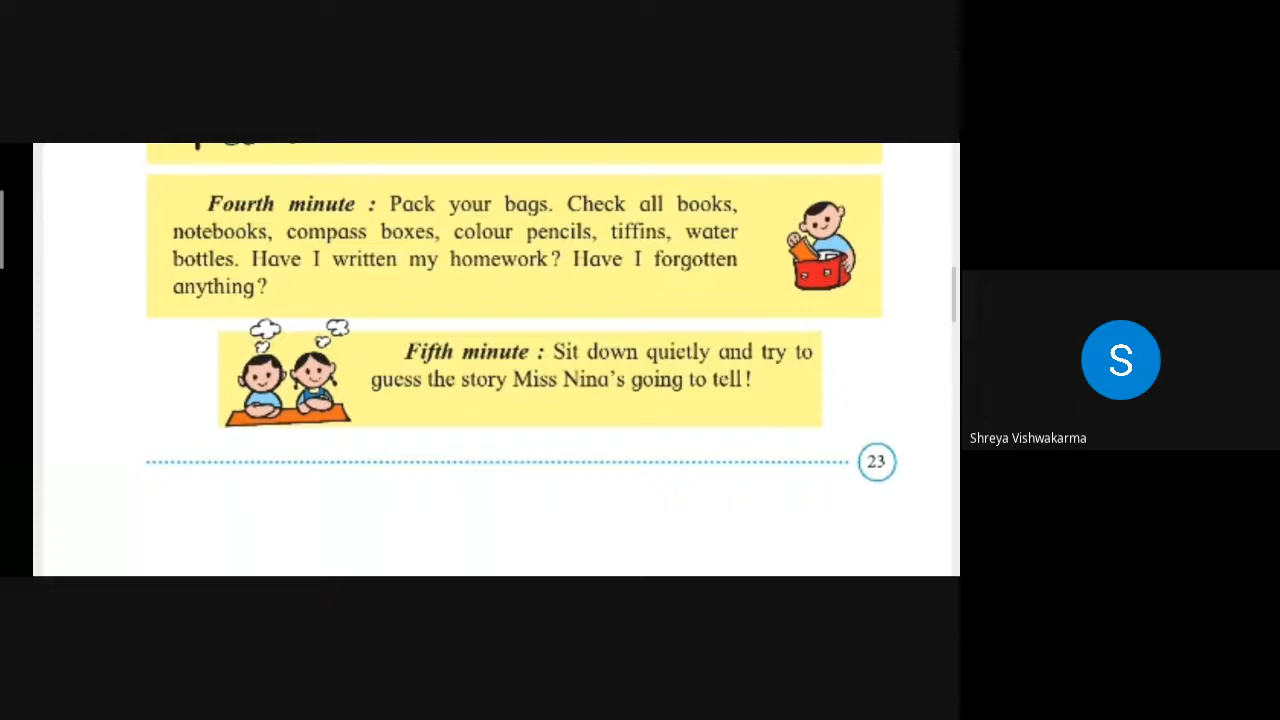 Fourth minute : Pack your bags. Check all books,
notebooks, compass boxes, colour pencils, tiffins, water
bottles. Have I written my homework? Have I forgotten
anything?
Fifth minute : Sit down quietly and try to
guess the story Miss Nina's going to tell!
23
S
Shreya Vishwakarma